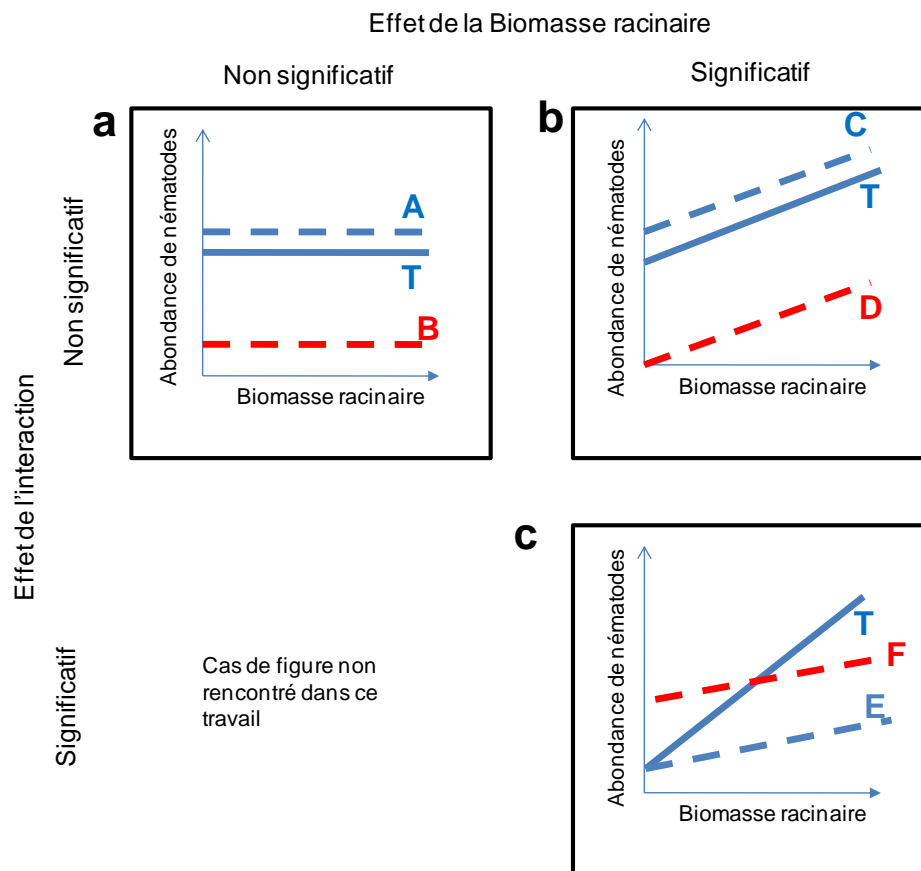 Effet de la Biomasse racinaire
Non significatif
Significatif
Effet de l'interaction
Non significatif
a
Abondance de nématodes
A
T
B
Biomasse racinaire
b
Abondance de nématodes
C
T
D
Biomasse racinaire
Significatif
Cas de figure non
rencontré dans ce
travail
c
Abondance de nématodes
T
F
E
Biomasse racinaire